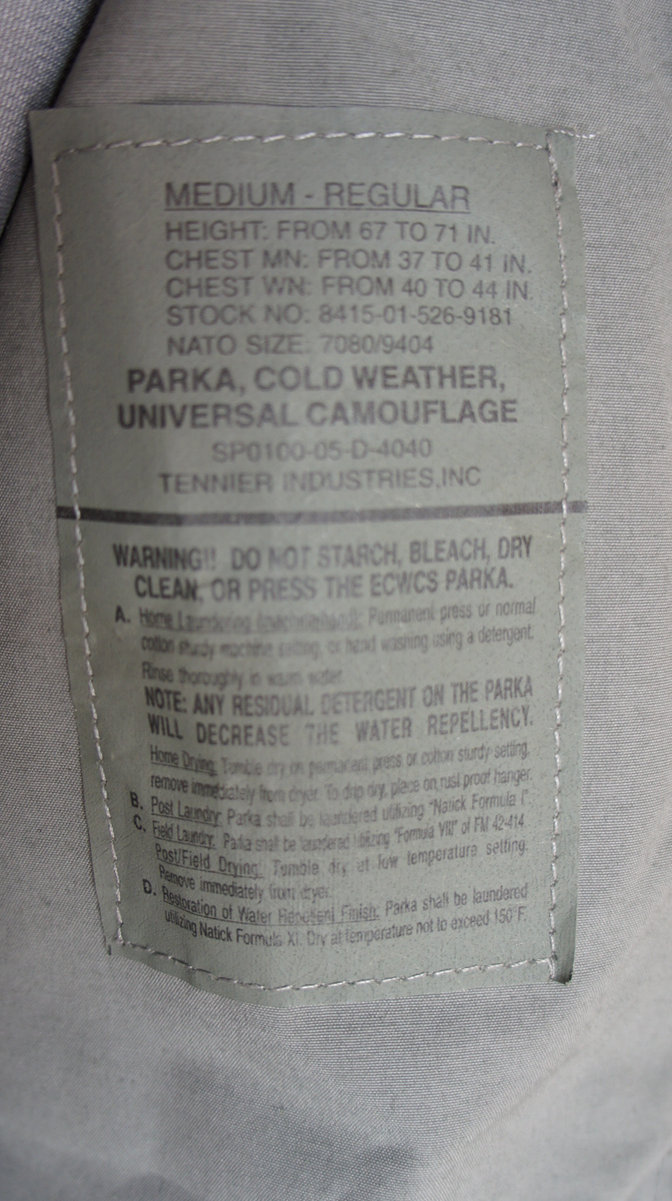 MEDIUM - REGULAR
HEIGHT: FROM 67 TO 71 IN.
CHEST MN: FROM 37 TO 41 IN.
CHEST WN: FROM 40 TO 44 IN.
STOCK NO: 8415-01-526-9181
NATO SIZE: 7080/9404
PARKA, COLD WEATHER,
UNIVERSAL CAMOUFLAGE
SP0100-05-D-4040
TENNIER INDUSTRIES,INC
WARNING!! DO NOT STARCH, BLEACH, DRY
CLEAN, OR PRESS THE ECWCS PARKA.
A. Home Laundering (machine/hand): Permanent press or normal
cotton sturdy machine setting, or hand washing using a detergent.
Rinse thoroughly in warm water.
NOTE: ANY RESIDUAL DETERGENT ON THE PARKA
WILL DECREASE THE WATER REPELLENCY.
Home Drying: Tumble dry on permanent press or cotton sturdy setting,
remove immediately from dryer. To drip dry, place on rust proof hanger.
B. Post Laundry: Parka shall be laundered utilizing "Natick Formula I".
C. Field Laundry: Parka shall be laundered utilizing "Formula VIII" of FM 42-414.
Post/Field Drying: Tumble dry at low temperature setting.
Remove immediately from dryer.
D. Restoration of Water Repellent Finish: Parka shall be laundered
utilizing Natick Formula XI. Dry at temperature not to exceed 150°F.